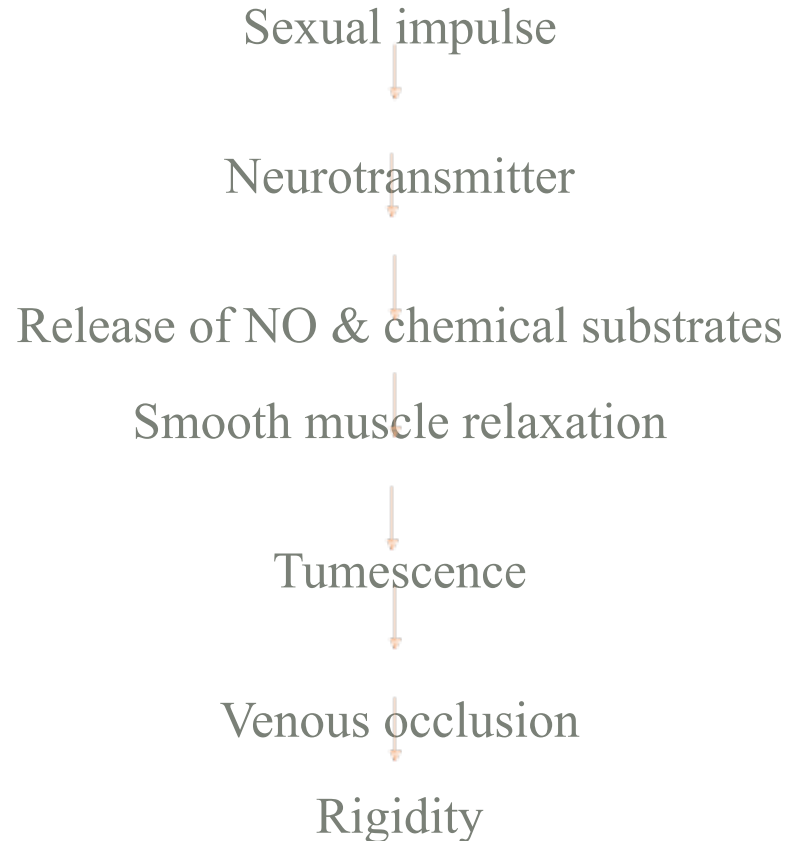 Sexual impulse
Neurotransmitter
Release of NO & chemical substrates
Smooth muscle relaxation
Tumescence
Venous occlusion
Rigidity